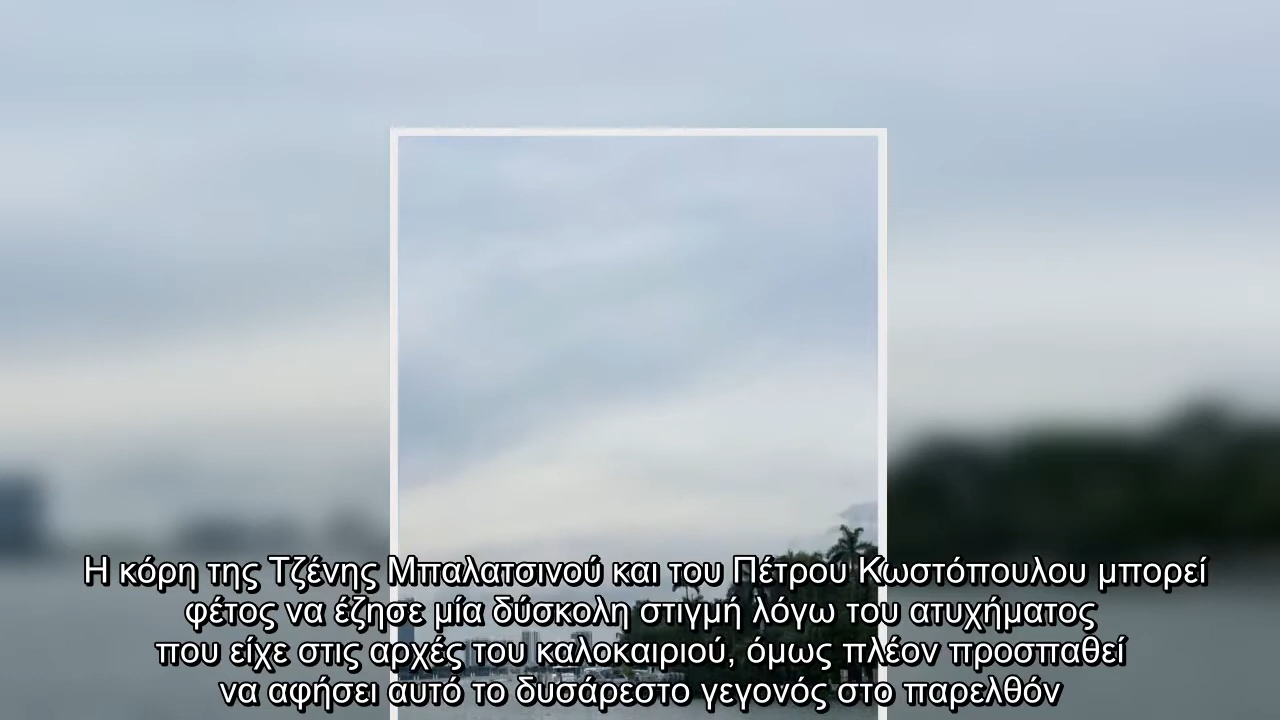 Η κόρη της Τζένης Μπαλατσινού και του Πέτρου Κωστόπουλου μπορεί
φέτος να έζησε μία δύσκολη στιγμή λόγω του ατυχήματος
που είχε στις αρχές του καλοκαιριού, όμως πλέον προσπαθεί
να αφήσει αυτό το δυσάρεστο γεγονός στο παρελθόν